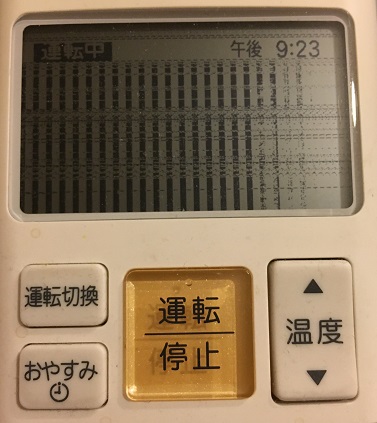 運転中 午後 9:23
運転切換
運転
停止
温度
おやすみ